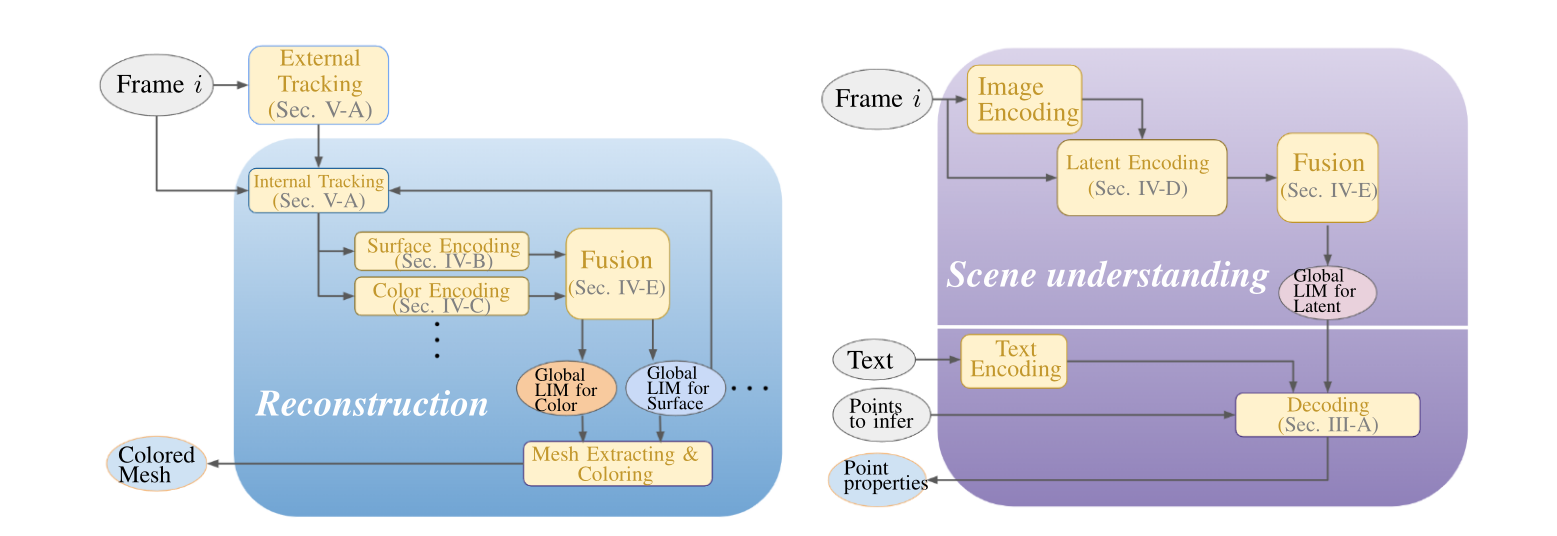 Frame i
External
Tracking
(Sec. V-A)
Internal Tracking
(Sec. V-A)
Surface Encoding
(Sec. IV-B)
Color Encoding
(Sec. IV-C)
Fusion
(Sec. IV-E)
Global
LIM for
Color
Global
LIM for
Surface
Reconstruction
Mesh Extracting &
Coloring
Colored
Mesh
Frame i
Image
Encoding
Latent Encoding
(Sec. IV-D)
Fusion
(Sec. IV-E)
Scene understanding
Global
LIM for
Latent
Text
Text
Encoding
Points
to infer
Decoding
(Sec. III-A)
Point
properties